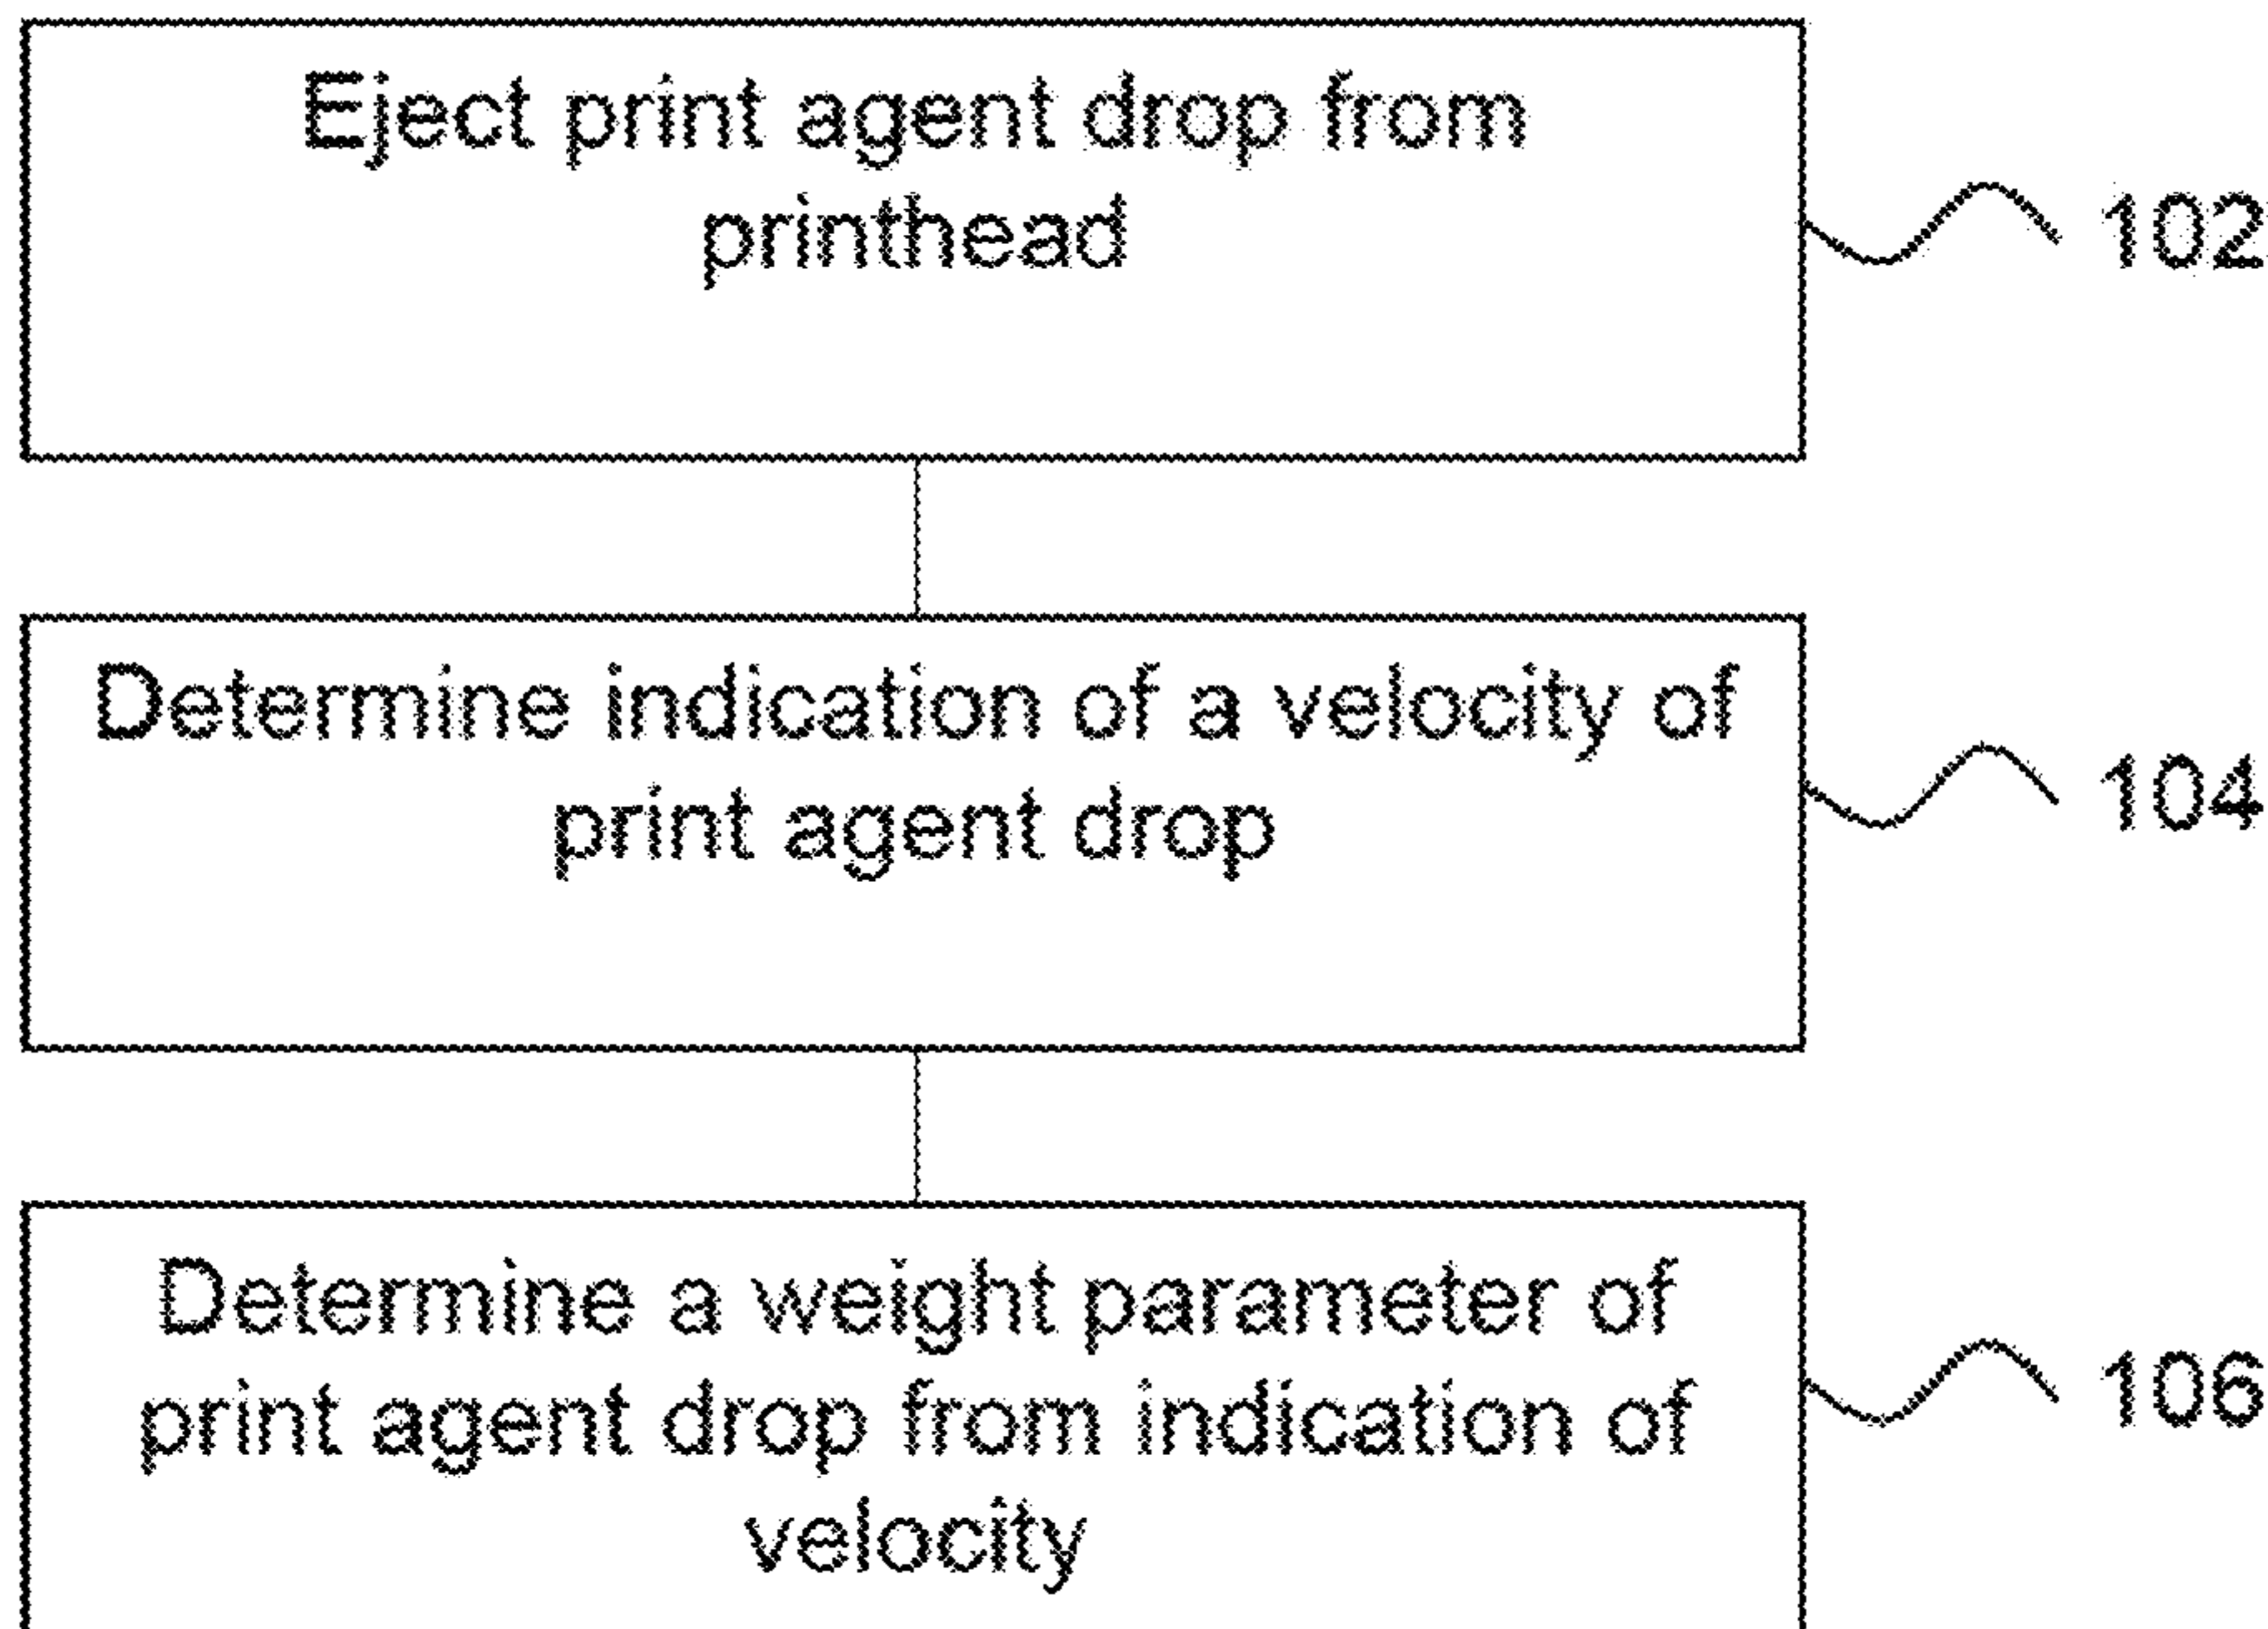 Eject print agent drop from
printhead
102
Determine indication of a velocity of
print agent drop
104
Determine a weight parameter of
print agent drop from indication of
velocity
106